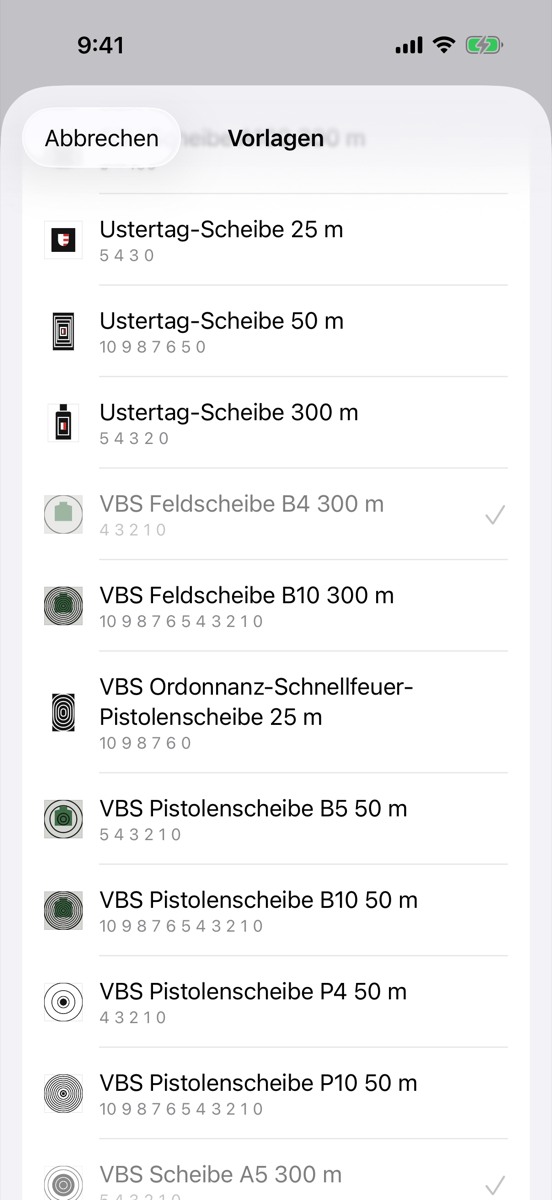 9:41
Abbrechen
Vorlagen
Ustertag-Scheibe 25 m
5 4 3 0
Ustertag-Scheibe 50 m
10 9 8 7 6 5 0
Ustertag-Scheibe 300 m
5 4 3 2 0
VBS Feldscheibe B4 300 m
4 3 2 1 0
VBS Feldscheibe B10 300 m
10 9 8 7 6 5 4 3 2 1 0
VBS Ordonnanz-Schnellfeuer-
Pistolenscheibe 25 m
10 9 8 7 6 0
VBS Pistolenscheibe B5 50 m
5 4 3 2 1 0
VBS Pistolenscheibe B10 50 m
10 9 8 7 6 5 4 3 2 1 0
VBS Pistolenscheibe P4 50 m
4 3 2 1 0
VBS Pistolenscheibe P10 50 m
10 9 8 7 6 5 4 3 2 1 0
VBS Scheibe A5 300 m
5 4 3 2 1 0